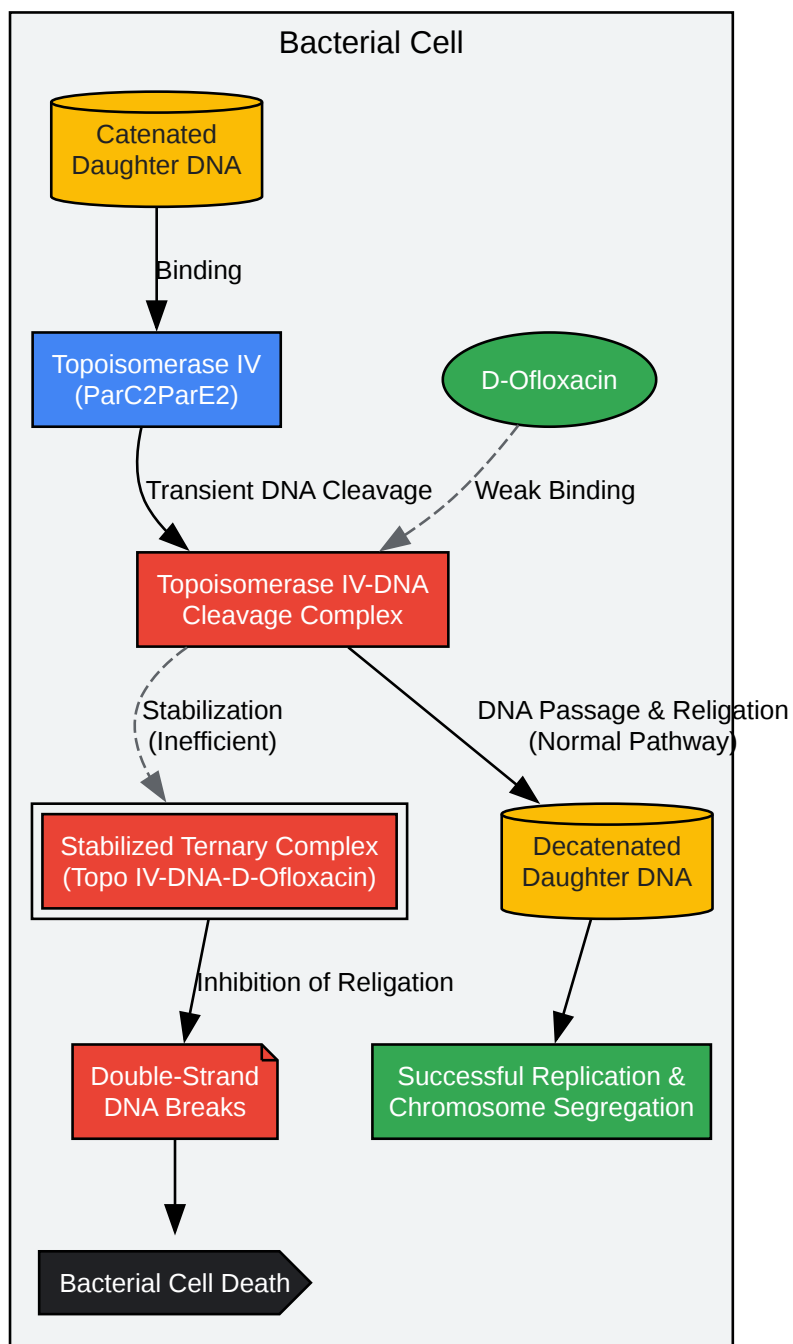 Bacterial Cell
Catenated
Daughter DNA
Binding
Topoisomerase IV
(ParC2ParE2)
D-Ofloxacin
Transient DNA Cleavage
Weak Binding
Topoisomerase IV-DNA
Cleavage Complex
Stabilization
(Inefficient)
DNA Passage & Religation
(Normal Pathway)
Stabilized Ternary Complex
(Topo IV-DNA-D-Ofloxacin)
Decatenated
Daughter DNA
Inhibition of Religation
Double-Strand
DNA Breaks
Successful Replication &
Chromosome Segregation
Bacterial Cell Death